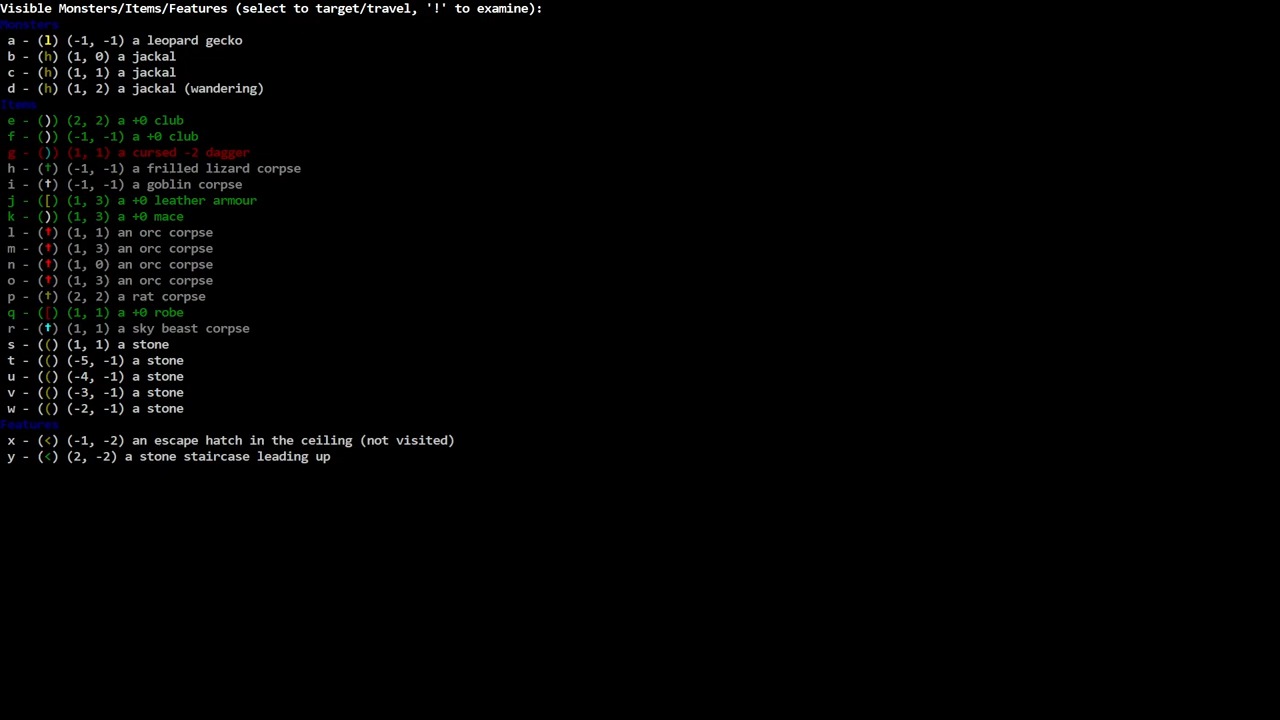 Visible Monsters/Items/Features (select to target/travel, '!' to examine):
Monsters
a - (l) (-1, -1) a leopard gecko
b - (h) (1, 0) a jackal
c - (h) (1, 1) a jackal
d - (h) (1, 2) a jackal (wandering)
Items
e - ()) (2, 2) a +0 club
f - ()) (-1, -1) a +0 club
g - ()) (1, 1) a cursed -2 dagger
h - (†) (-1, -1) a frilled lizard corpse
i - (†) (-1, -1) a goblin corpse
j - ([) (1, 3) a +0 leather armour
k - ()) (1, 3) a +0 mace
l - (†) (1, 1) an orc corpse
m - (†) (1, 3) an orc corpse
n - (†) (1, 0) an orc corpse
o - (†) (1, 3) an orc corpse
p - (†) (2, 2) a rat corpse
q - ([) (1, 1) a +0 robe
r - (†) (1, 1) a sky beast corpse
s - (() (1, 1) a stone
t - (() (-5, -1) a stone
u - (() (-4, -1) a stone
v - (() (-3, -1) a stone
w - (() (-2, -1) a stone
Features
x - (<) (-1, -2) an escape hatch in the ceiling (not visited)
y - (<) (2, -2) a stone staircase leading up